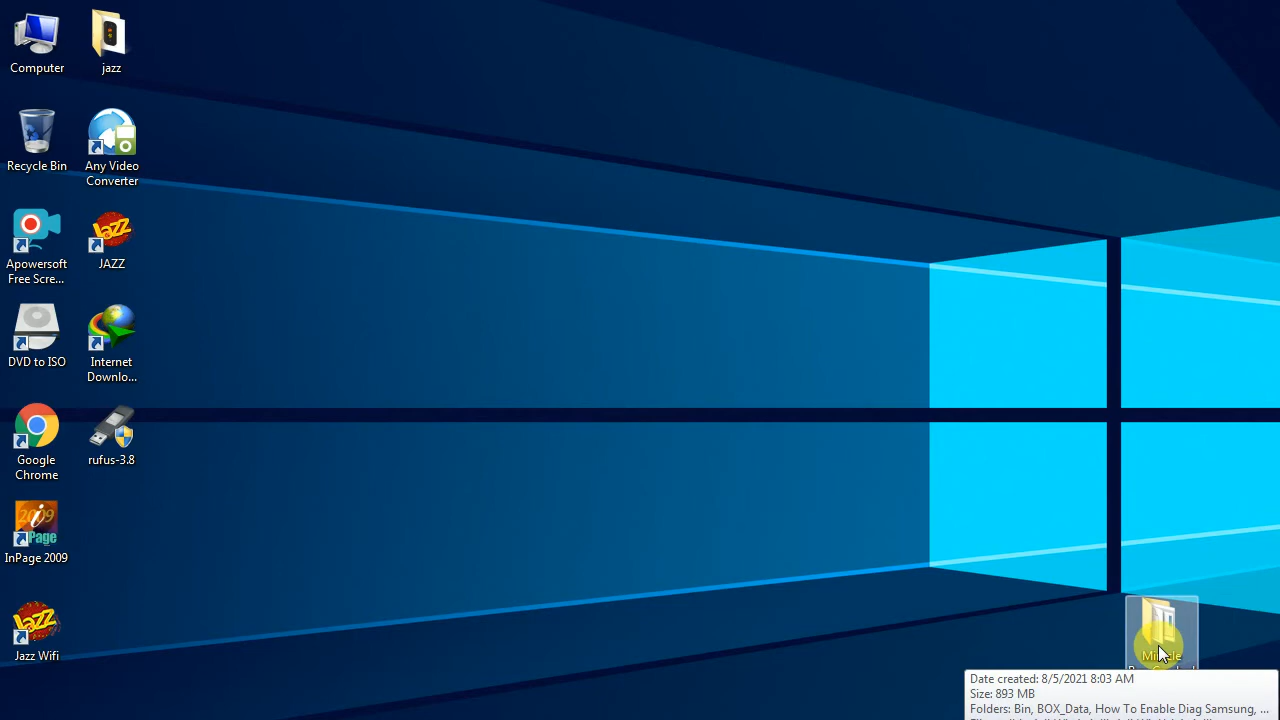 Computer
jazz
Recycle Bin
Any Video
Converter
Apowersoft
Free Scre...
JAZZ
DVD to ISO
Internet
Downlo...
Google
Chrome
rufus-3.8
InPage 2009
Jazz Wifi
Date created: 8/5/2021 8:03 AM
Size: 893 MB
Folders: Bin, BOX_Data, How To Enable Diag Samsung, ...